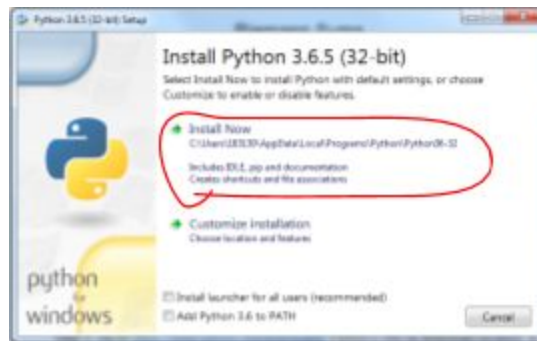 Python 3.6.5 (32-bit) Setup
Install Python 3.6.5 (32-bit)
Select Install Now to install Python with default settings, or choose
Customize to enable or disable features.
Install Now
Includes IDLE, pip and documentation
Creates shortcuts and file associations
Customize installation
Choose location and features
python
for
windows
Install launcher for all users (recommended)
Add Python 3.6 to PATH
Cancel